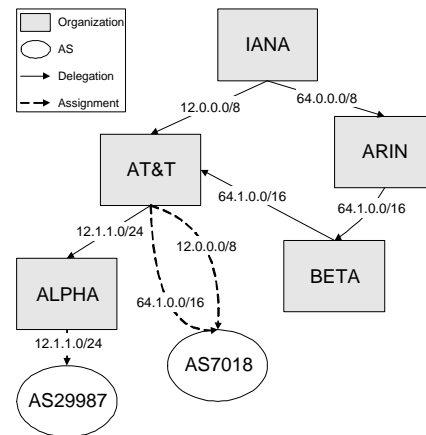 Organization
AS
Delegation
Assignment
IANA
12.0.0.0/8
64.0.0.0/8
AT&T
ARIN
64.1.0.0/16
64.1.0.0/16
12.1.1.0/24
12.0.0.0/8
BETA
ALPHA
64.1.0.0/16
12.1.1.0/24
AS7018
AS29987